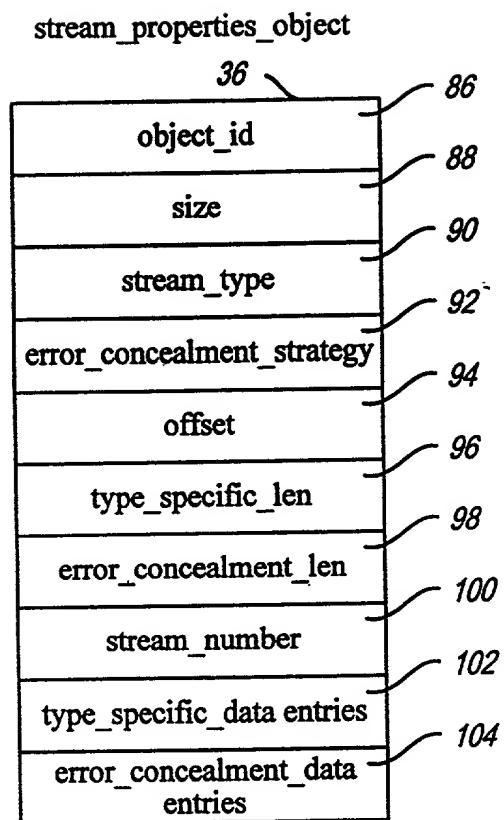 stream_properties_object
36
86
object_id
88
size
90
stream_type
92
error_concealment_strategy
94
offset
96
type_specific_len
98
error_concealment_len
100
stream_number
102
type_specific_data entries
104
error_concealment_data
entries